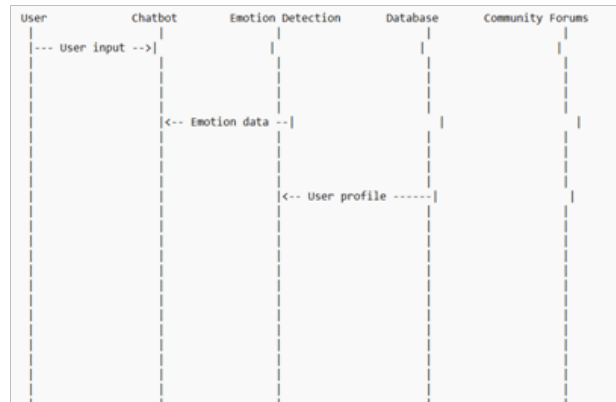 User Chatbot Emotion Detection Database Community Forums
|--- User input -->|
|<-- Emotion data --|
|<-- User profile ------|